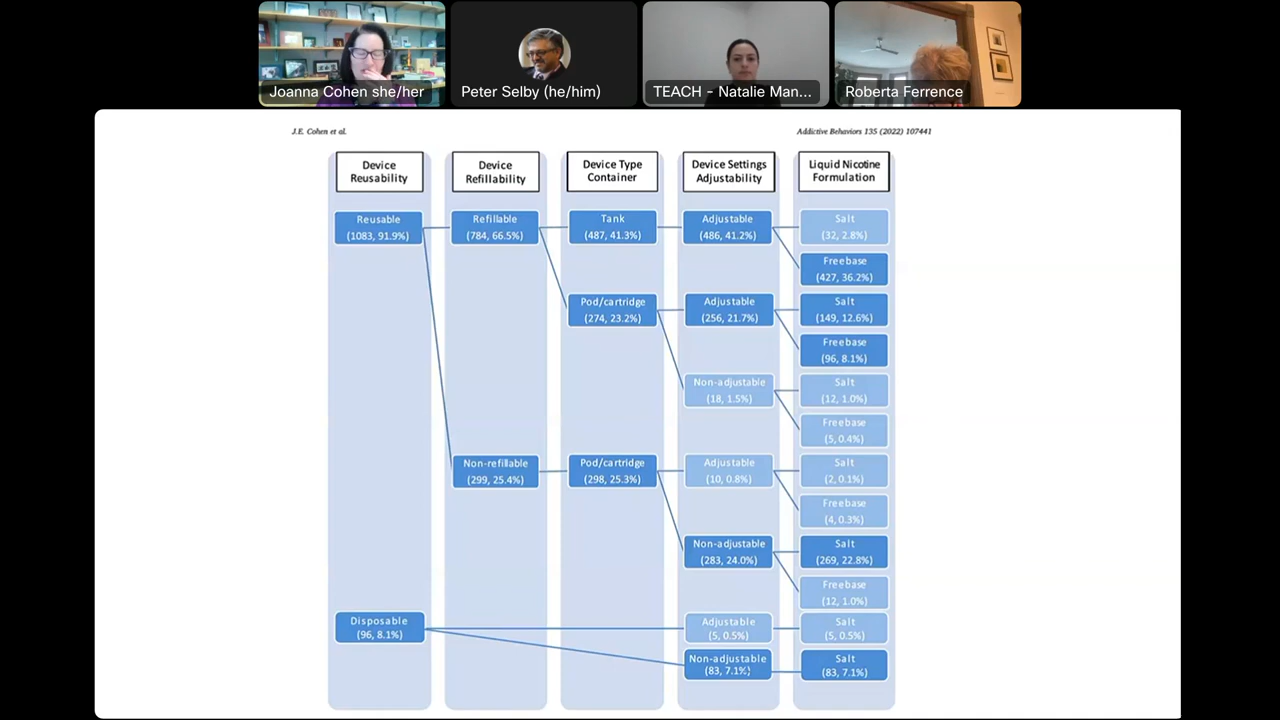 Joanna Cohen she/her
Peter Selby (he/him)
TEACH - Natalie Man...
Roberta Ferrence
J.E. Cohen et al.
Addictive Behaviors 135 (2022) 107441
Device
Reusability
Device
Refillability
Device Type
Container
Device Settings
Adjustability
Liquid Nicotine
Formulation
Reusable
(1083, 91.9%)
Refillable
(784, 66.5%)
Tank
(487, 41.3%)
Adjustable
(486, 41.2%)
Salt
(32, 2.8%)
Freebase
(427, 36.2%)
Pod/cartridge
(274, 23.2%)
Adjustable
(256, 21.7%)
Salt
(149, 12.6%)
Freebase
(96, 8.1%)
Non-adjustable
(18, 1.5%)
Salt
(12, 1.0%)
Freebase
(5, 0.4%)
Non-refillable
(299, 25.4%)
Pod/cartridge
(298, 25.3%)
Adjustable
(10, 0.8%)
Salt
(2, 0.1%)
Freebase
(4, 0.3%)
Non-adjustable
(283, 24.0%)
Salt
(269, 22.8%)
Freebase
(12, 1.0%)
Disposable
(96, 8.1%)
Adjustable
(5, 0.5%)
Salt
(5, 0.5%)
Non-adjustable
(83, 7.1%)
Salt
(83, 7.1%)